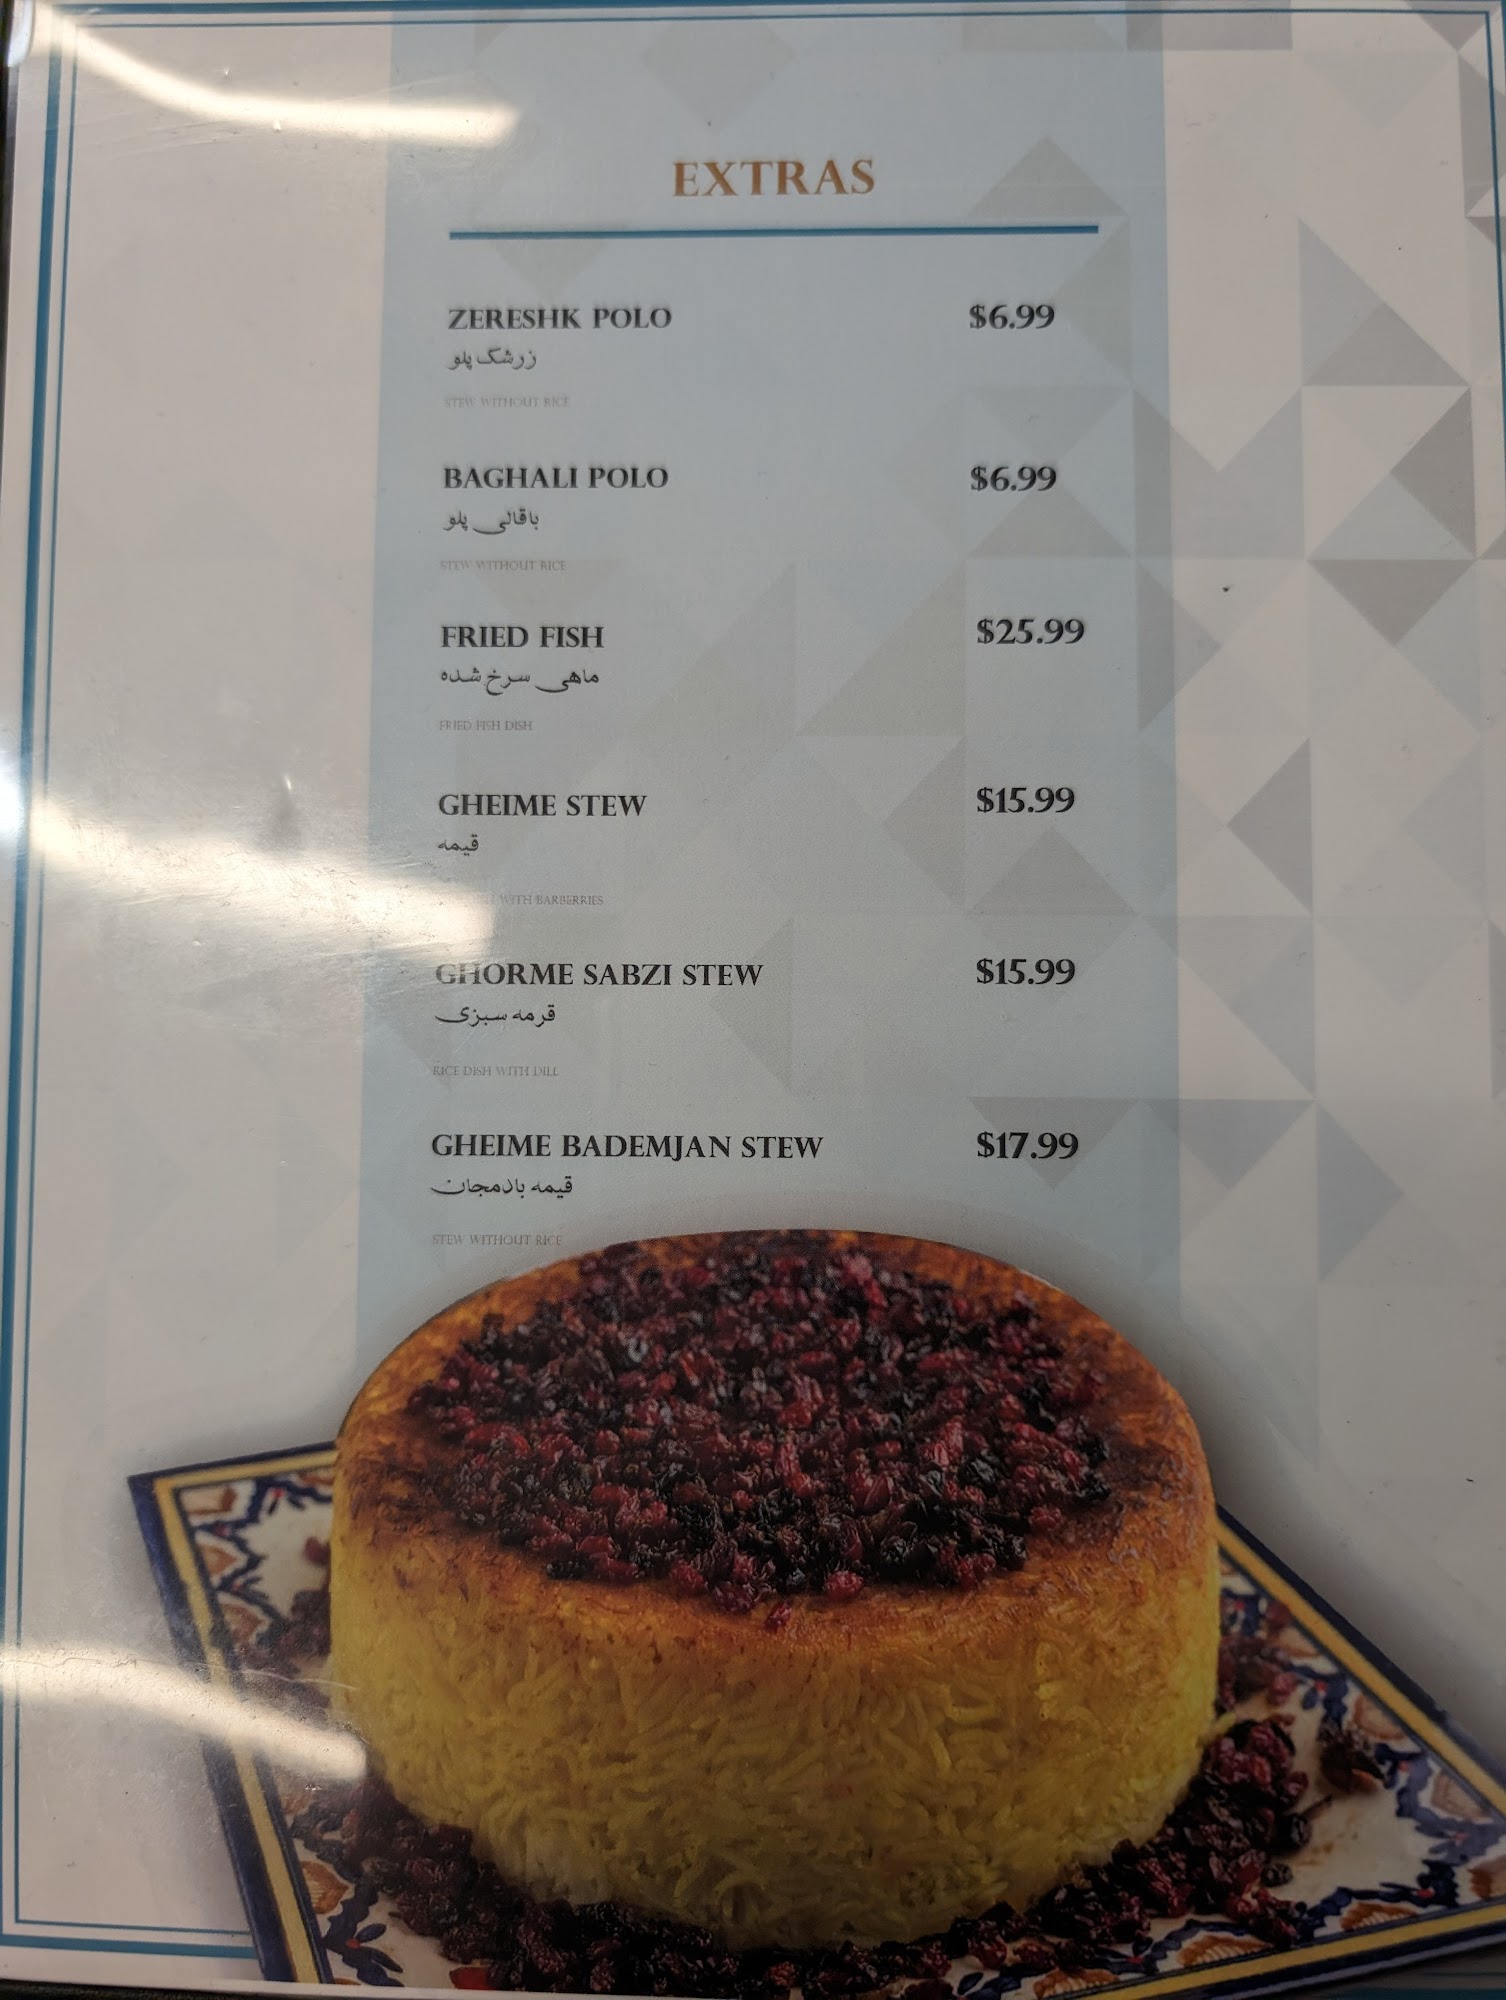 EXTRAS
ZERESHK POLO $6.99
زرشگ پلو
STEW WITHOUT RICE
BAGHALI POLO $6.99
باقالی پلو
STEW WITHOUT RICE
FRIED FISH $25.99
ماهی سرخ شده
FRIED FISH DISH
GHEIME STEW $15.99
قیمه
WITH BARBERRIES
GHORME SABZI STEW $15.99
قرمه سبزی
RICE DISH WITH DILL
GHEIME BADEMJAN STEW $17.99
قیمه بادمجان
STEW WITHOUT RICE